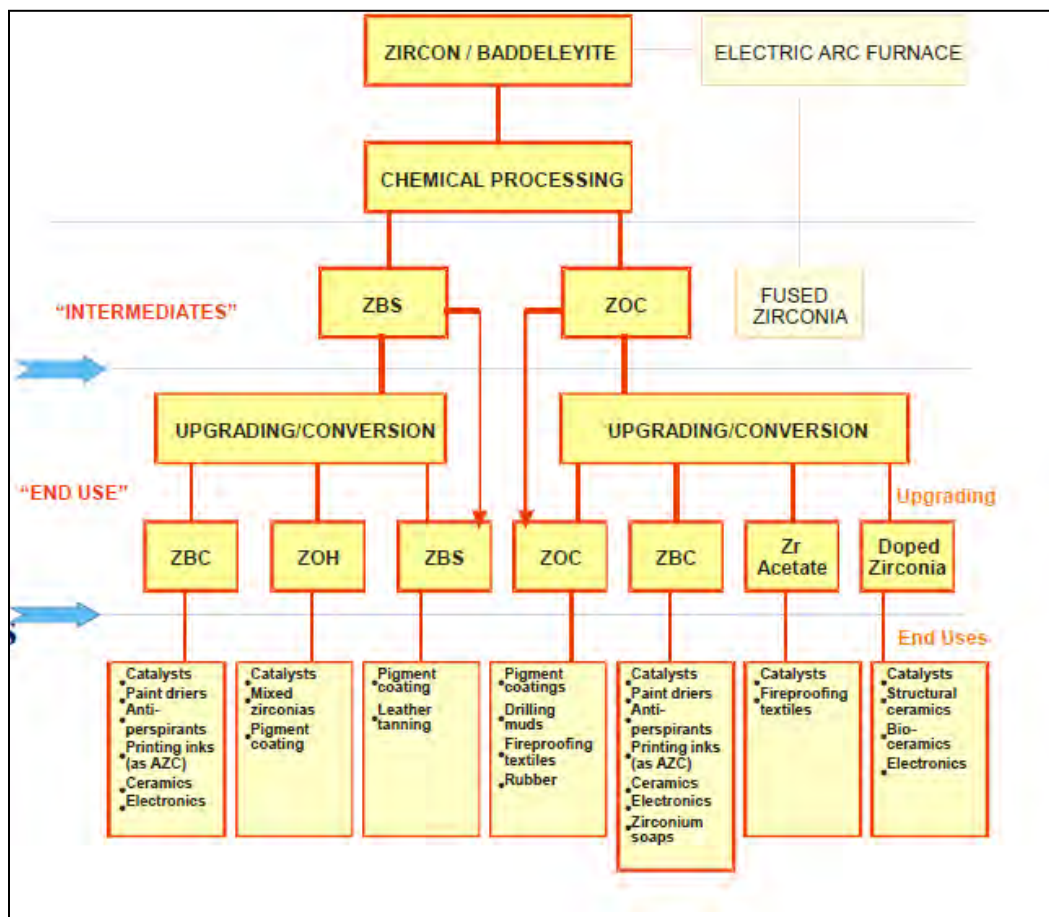 ZIRCON / BADDELEYITE
ELECTRIC ARC FURNACE
CHEMICAL PROCESSING
"INTERMEDIATES"
ZBS
ZOC
FUSED
ZIRCONIA
UPGRADING/CONVERSION
UPGRADING/CONVERSION
"END USE"
Upgrading
ZBC
ZOH
ZBS
ZOC
ZBC
Zr
Acetate
Doped
Zirconia
s
End Uses
Catalysts
Paint driers
Anti-
perspirants
Printing inks
(as AZC)
Ceramics
Electronics
Catalysts
Mixed
zirconias
Pigment
coating
Pigment
coating
Leather
tanning
Pigment
coatings
Drilling
muds
Fireproofing
textiles
Rubber
Catalysts
Paint driers
Anti-
perspirants
Printing inks
(as AZC)
Ceramics
Electronics
Zirconium
soaps
Catalysts
Fireproofing
textiles
Catalysts
Structural
ceramics
Bio-
ceramics
Electronics